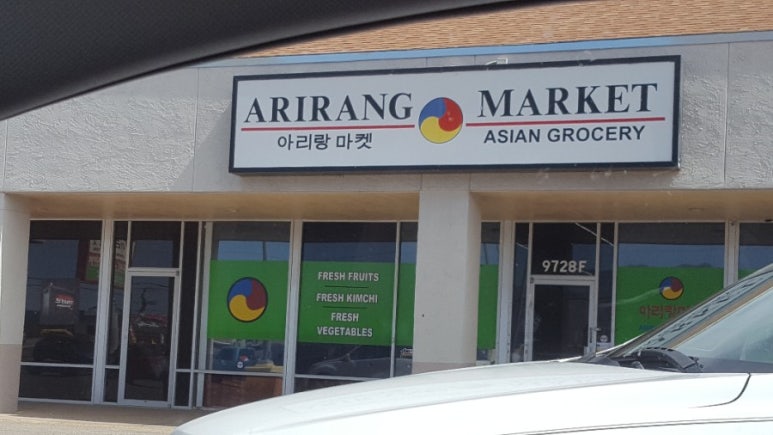 ARIRANG MARKET
아리랑 마켓 ASIAN GROCERY
9728F
FRESH FRUITS
FRESH KIMCHI
FRESH
VEGETABLES